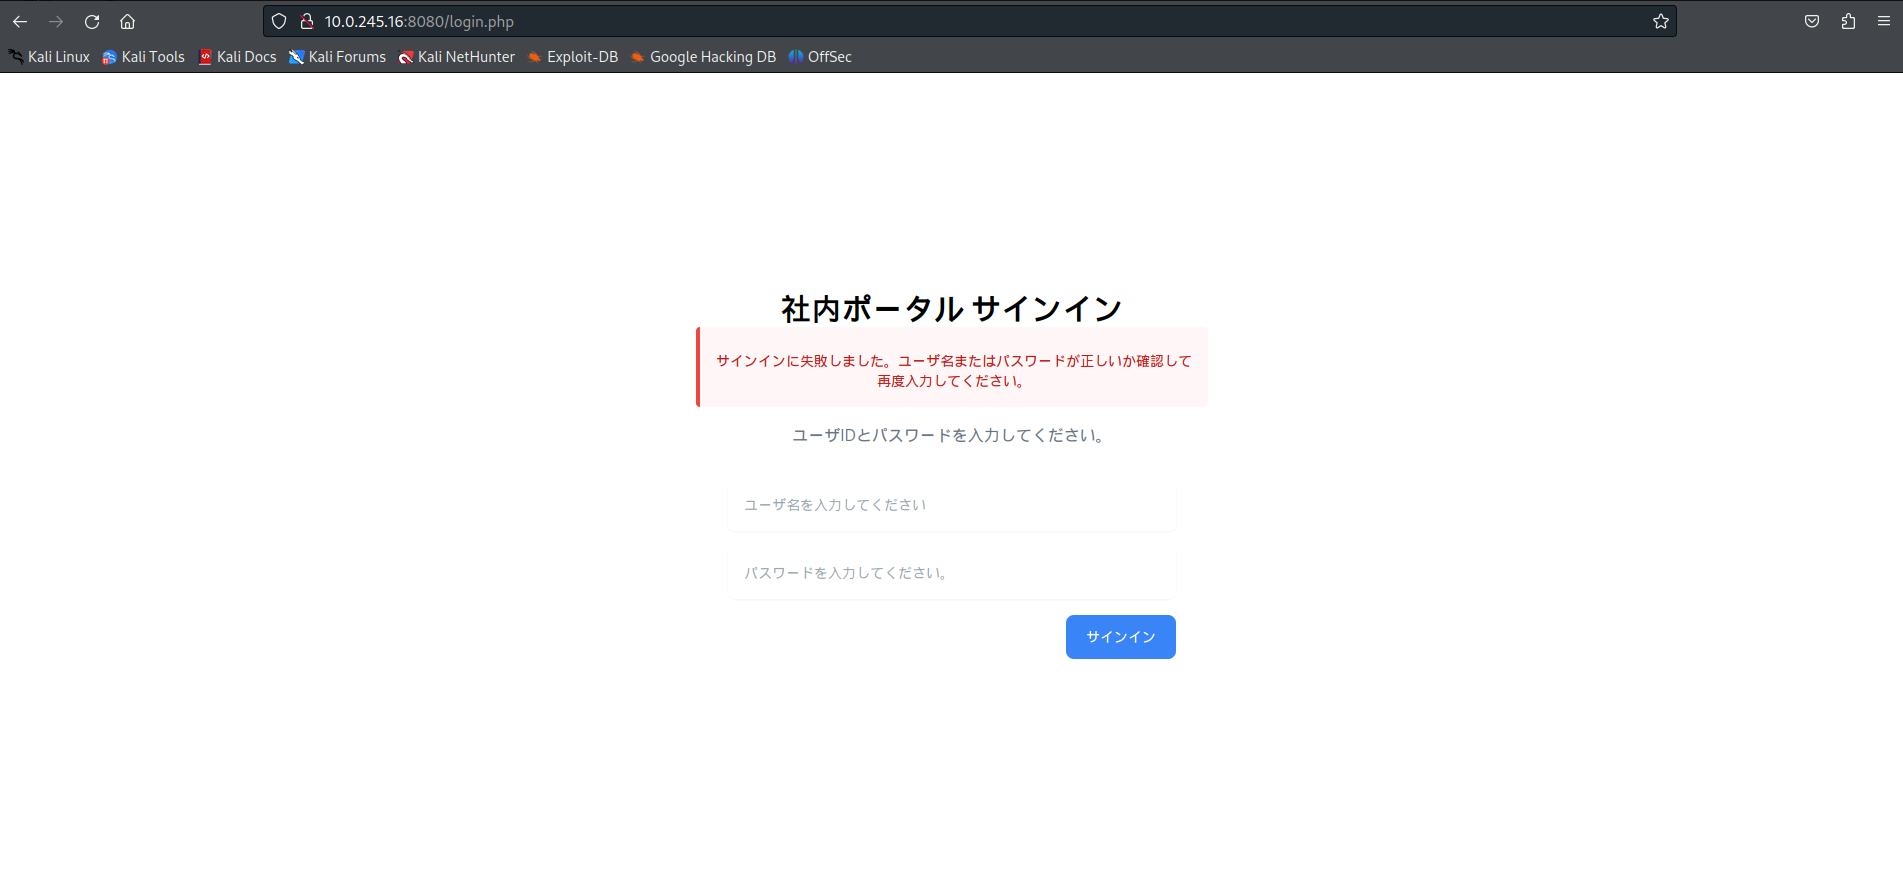 10.0.245.16:8080/login.php
Kali Linux Kali Tools Kali Docs Kali Forums Kali NetHunter Exploit-DB Google Hacking DB OffSec
社内ポータル サインイン
サインインに失敗しました。ユーザ名またはパスワードが正しいか確認して
再度入力してください。
ユーザIDとパスワードを入力してください。
ユーザ名を入力してください
パスワードを入力してください。
サインイン